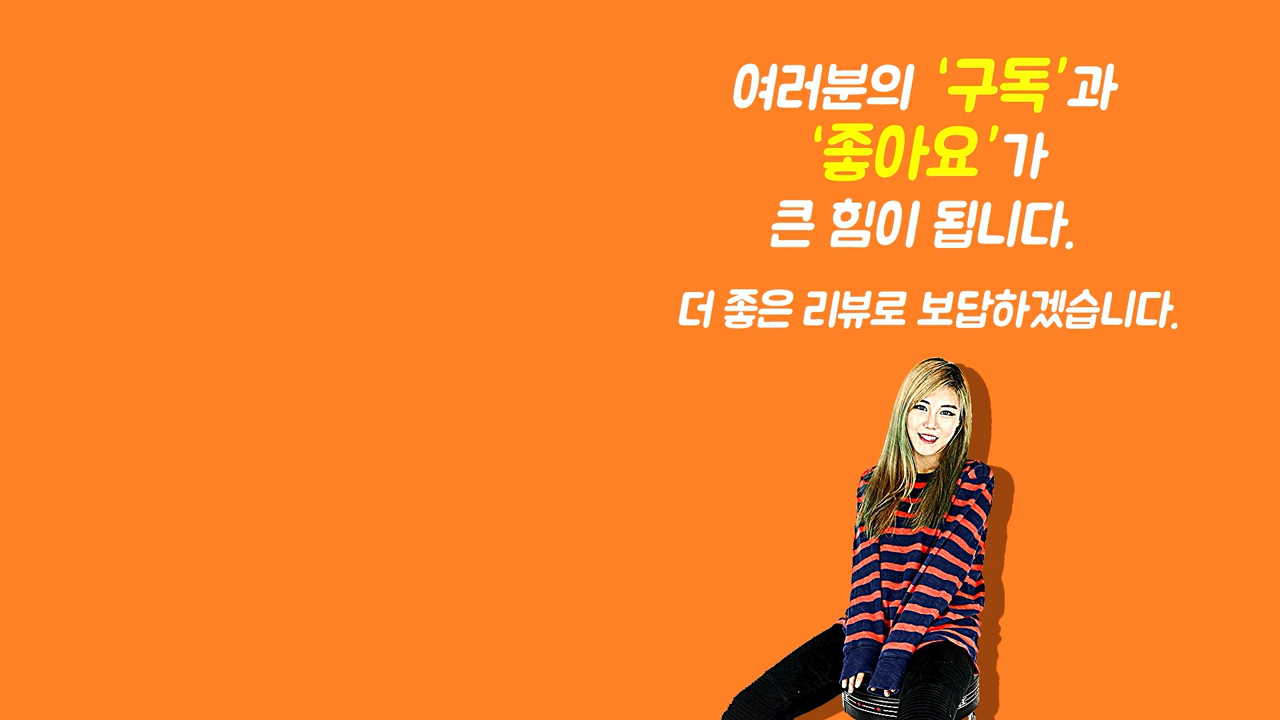 여러분의 '구독'과
'좋아요'가
큰 힘이 됩니다.
더 좋은 리뷰로 보답하겠습니다.